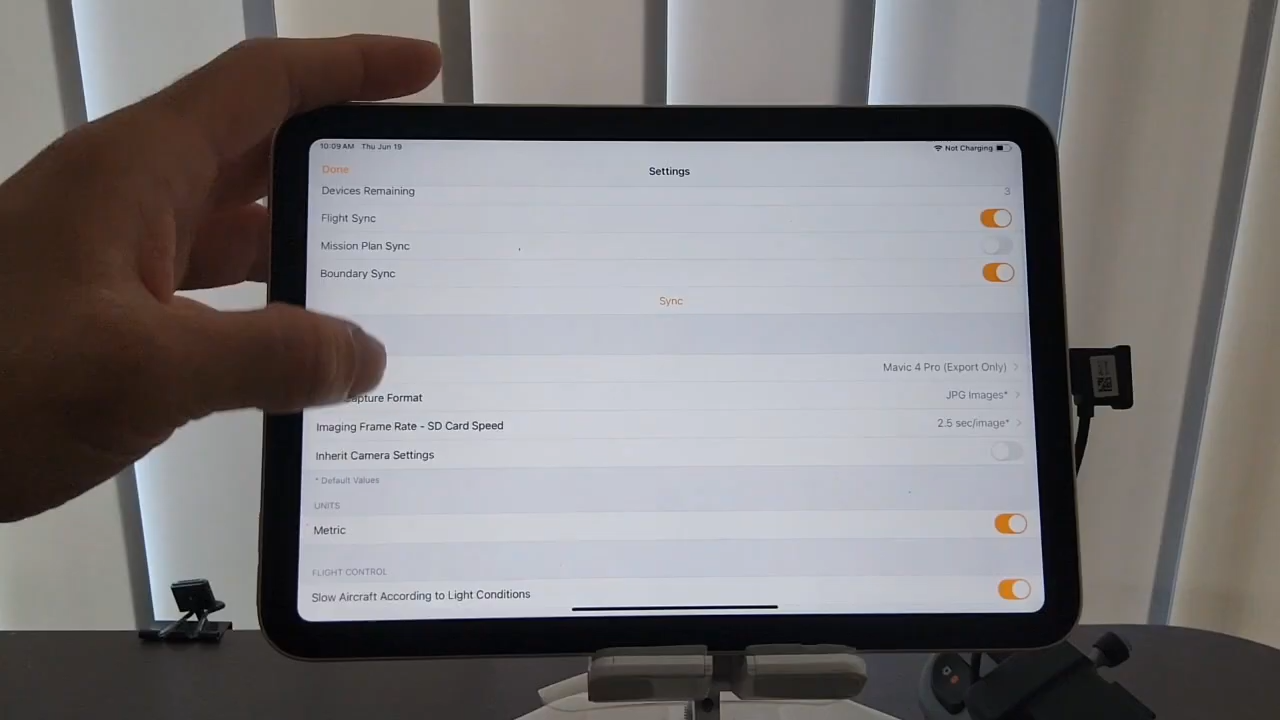 10:09 AM Thu Jun 19
Not Charging
Done
Settings
Devices Remaining 3
Flight Sync
Mission Plan Sync
Boundary Sync
Sync
Mavic 4 Pro (Export Only)
Capture Format JPG Images*
Imaging Frame Rate - SD Card Speed 2.5 sec/image*
Inherit Camera Settings
* Default Values
UNITS
Metric
FLIGHT CONTROL
Slow Aircraft According to Light Conditions